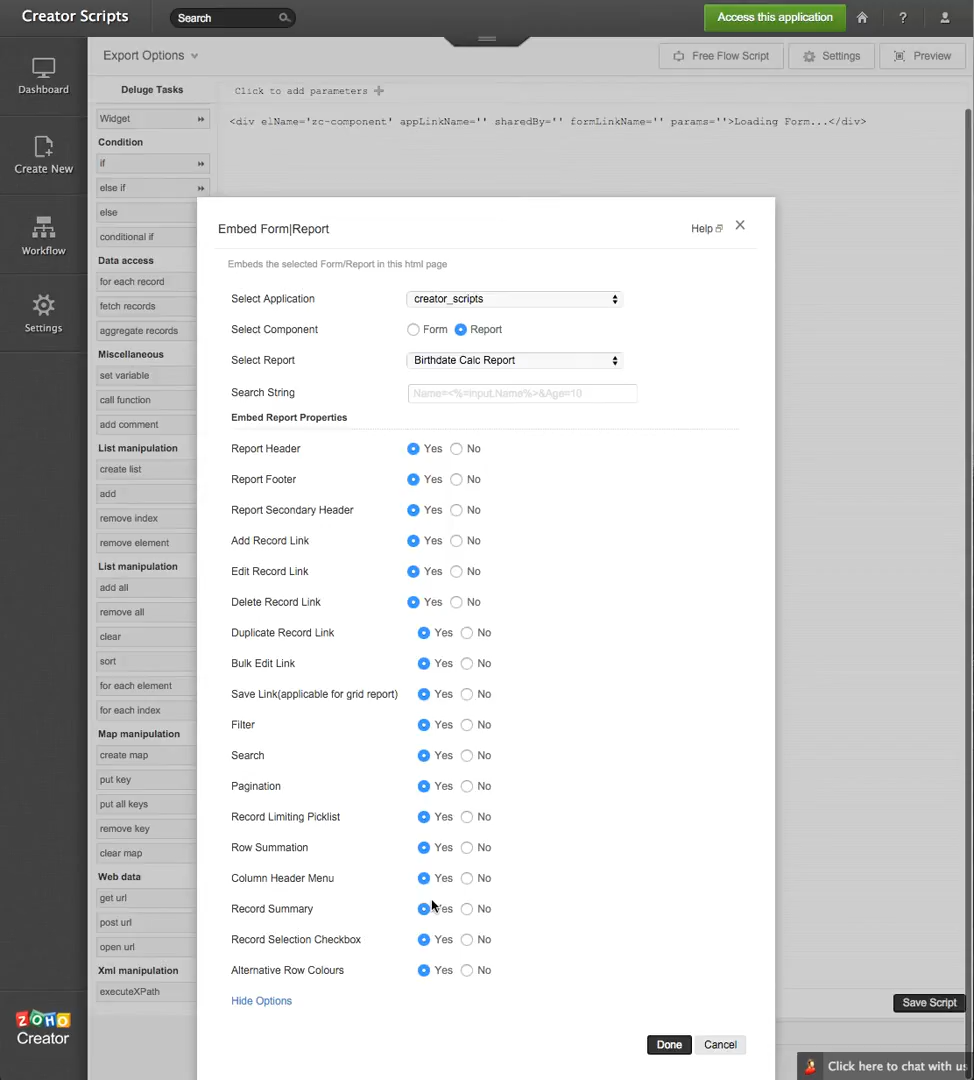 Creator Scripts
Search
Access this application
?
Export Options
Free Flow Script
Settings
Preview
Dashboard
Create New
Workflow
Settings
Deluge Tasks
Widget
Condition
if
else if
else
conditional if
Data access
for each record
fetch records
aggregate records
Miscellaneous
set variable
call function
add comment
List manipulation
create list
add
remove index
remove element
List manipulation
add all
remove all
clear
sort
for each element
for each index
Map manipulation
create map
put key
put all keys
remove key
clear map
Web data
get url
post url
open url
Xml manipulation
executeXPath
Click to add parameters
<div elName='zc-component' appLinkName='' sharedBy='' formLinkName='' params=''>Loading Form...</div>
Embed Form|Report
Help
Embeds the selected Form/Report in this html page
Select Application creator_scripts
Select Component Form Report
Select Report Birthdate Calc Report
Search String Name=<%=input.Name%>&Age=10
Embed Report Properties
Report Header Yes No
Report Footer Yes No
Report Secondary Header Yes No
Add Record Link Yes No
Edit Record Link Yes No
Delete Record Link Yes No
Duplicate Record Link Yes No
Bulk Edit Link Yes No
Save Link(applicable for grid report) Yes No
Filter Yes No
Search Yes No
Pagination Yes No
Record Limiting Picklist Yes No
Row Summation Yes No
Column Header Menu Yes No
Record Summary Yes No
Record Selection Checkbox Yes No
Alternative Row Colours Yes No
Hide Options
Done
Cancel
Save Script
ZOHO
Creator
Click here to chat with us